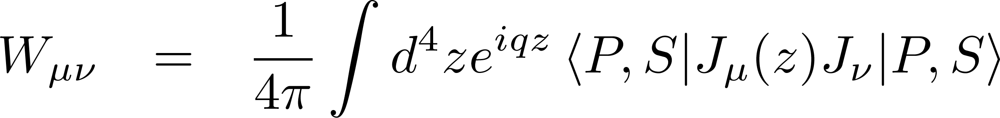 W_{\mu\nu} = \frac{1}{4\pi} \int d^4 z e^{iqz} \langle P, S | J_\mu(z) J_\nu | P, S \rangle